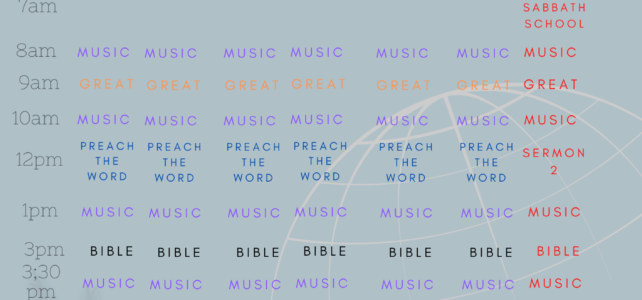 7am SABBATH
SCHOOL
8am MUSIC MUSIC MUSIC MUSIC MUSIC MUSIC MUSIC
9am GREAT GREAT GREAT GREAT GREAT GREAT GREAT
10am MUSIC MUSIC MUSIC MUSIC MUSIC MUSIC MUSIC
12pm PREACH PREACH PREACH PREACH PREACH PREACH SERMON
THE THE THE THE THE THE 2
WORD WORD WORD WORD WORD WORD
1pm MUSIC MUSIC MUSIC MUSIC MUSIC MUSIC MUSIC
3pm BIBLE BIBLE BIBLE BIBLE BIBLE BIBLE BIBLE
3;30 MUSIC MUSIC MUSIC MUSIC MUSIC MUSIC MUSIC
pm